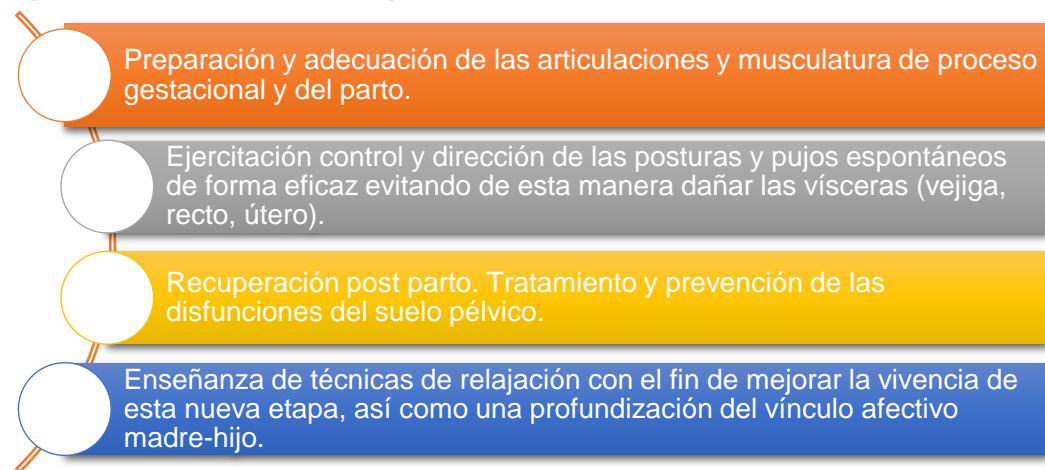 Preparación y adecuación de las articulaciones y musculatura de proceso
gestacional y del parto.
Ejercitación control y dirección de las posturas y pujos espontáneos
de forma eficaz evitando de esta manera dañar las vísceras (vejiga,
recto, útero).
Recuperación post parto. Tratamiento y prevención de las
disfunciones del suelo pélvico.
Enseñanza de técnicas de relajación con el fin de mejorar la vivencia de
esta nueva etapa, así como una profundización del vínculo afectivo
madre-hijo.